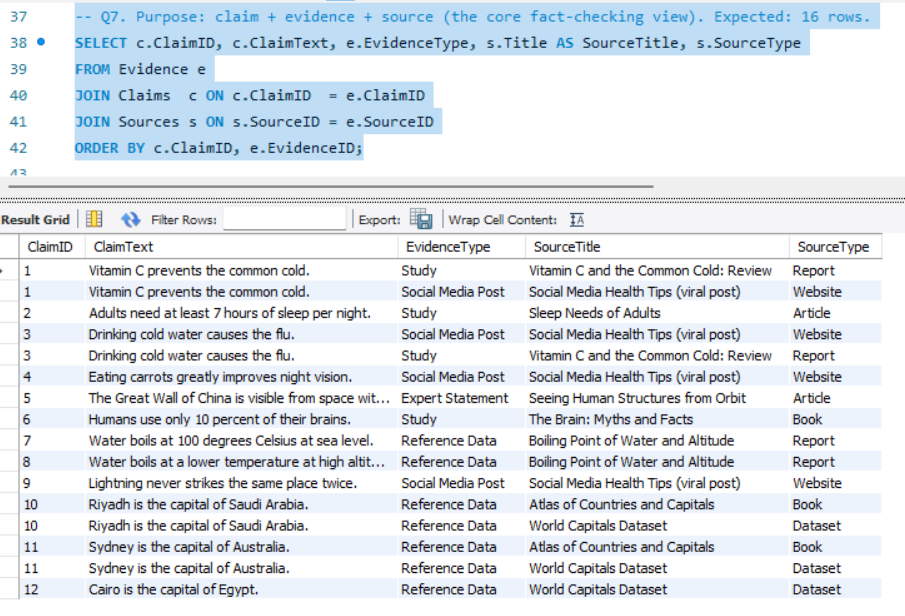 37 -- Q7. Purpose: claim + evidence + source (the core fact-checking view). Expected: 16 rows.
38 SELECT c.ClaimID, c.ClaimText, e.EvidenceType, s.Title AS SourceTitle, s.SourceType
39 FROM Evidence e
40 JOIN Claims  c ON c.ClaimID  = e.ClaimID
41 JOIN Sources s ON s.SourceID = e.SourceID
42 ORDER BY c.ClaimID, e.EvidenceID;
43
Result Grid Filter Rows: Export: Wrap Cell Content:
ClaimID ClaimText EvidenceType SourceTitle SourceType
1 Vitamin C prevents the common cold. Study Vitamin C and the Common Cold: Review Report
1 Vitamin C prevents the common cold. Social Media Post Social Media Health Tips (viral post) Website
2 Adults need at least 7 hours of sleep per night. Study Sleep Needs of Adults Article
3 Drinking cold water causes the flu. Social Media Post Social Media Health Tips (viral post) Website
3 Drinking cold water causes the flu. Study Vitamin C and the Common Cold: Review Report
4 Eating carrots greatly improves night vision. Social Media Post Social Media Health Tips (viral post) Website
5 The Great Wall of China is visible from space wit... Expert Statement Seeing Human Structures from Orbit Article
6 Humans use only 10 percent of their brains. Study The Brain: Myths and Facts Book
7 Water boils at 100 degrees Celsius at sea level. Reference Data Boiling Point of Water and Altitude Report
8 Water boils at a lower temperature at high altit... Reference Data Boiling Point of Water and Altitude Report
9 Lightning never strikes the same place twice. Social Media Post Social Media Health Tips (viral post) Website
10 Riyadh is the capital of Saudi Arabia. Reference Data Atlas of Countries and Capitals Book
10 Riyadh is the capital of Saudi Arabia. Reference Data World Capitals Dataset Dataset
11 Sydney is the capital of Australia. Reference Data Atlas of Countries and Capitals Book
11 Sydney is the capital of Australia. Reference Data World Capitals Dataset Dataset
12 Cairo is the capital of Egypt. Reference Data World Capitals Dataset Dataset